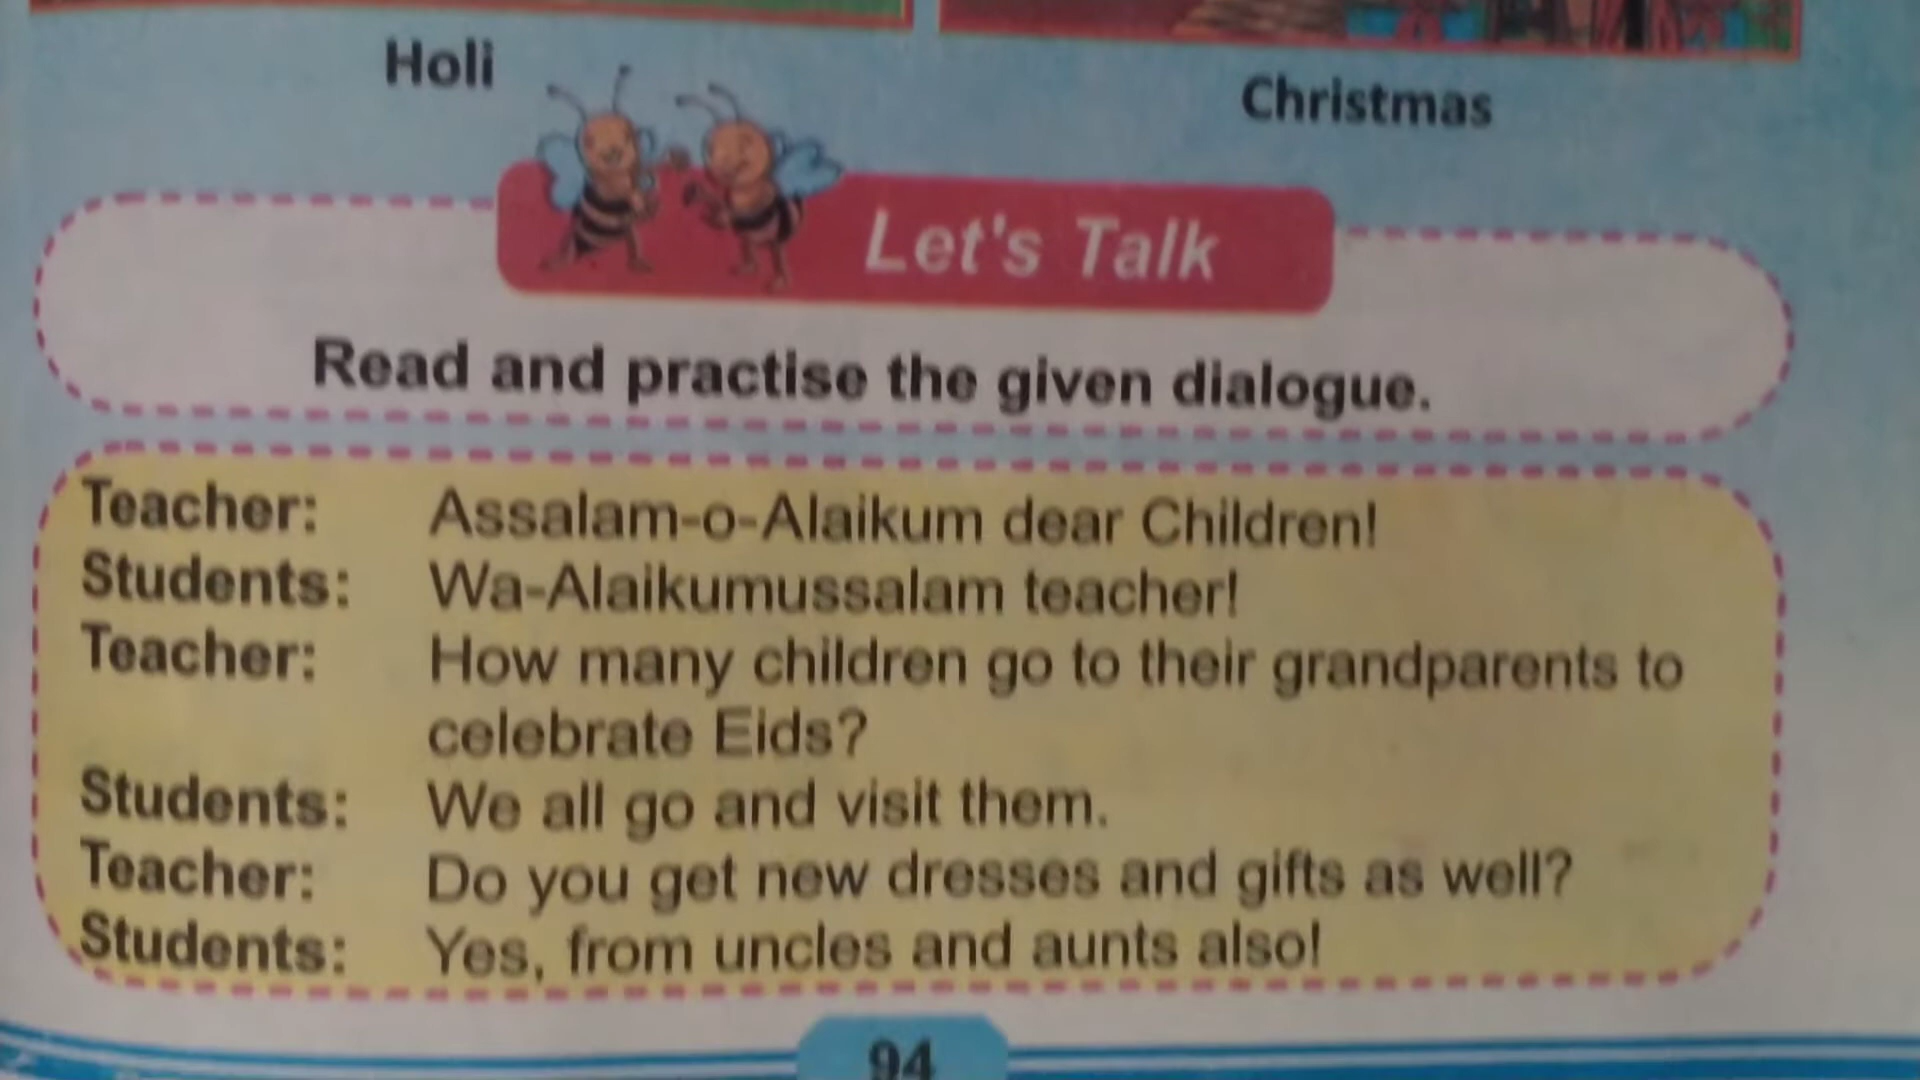 Holi
Christmas
Let's Talk
Read and practise the given dialogue.
Teacher: Assalam-o-Alaikum dear Children!
Students: Wa-Alaikumussalam teacher!
Teacher: How many children go to their grandparents to
celebrate Eids?
Students: We all go and visit them.
Teacher: Do you get new dresses and gifts as well?
Students: Yes, from uncles and aunts also!
94